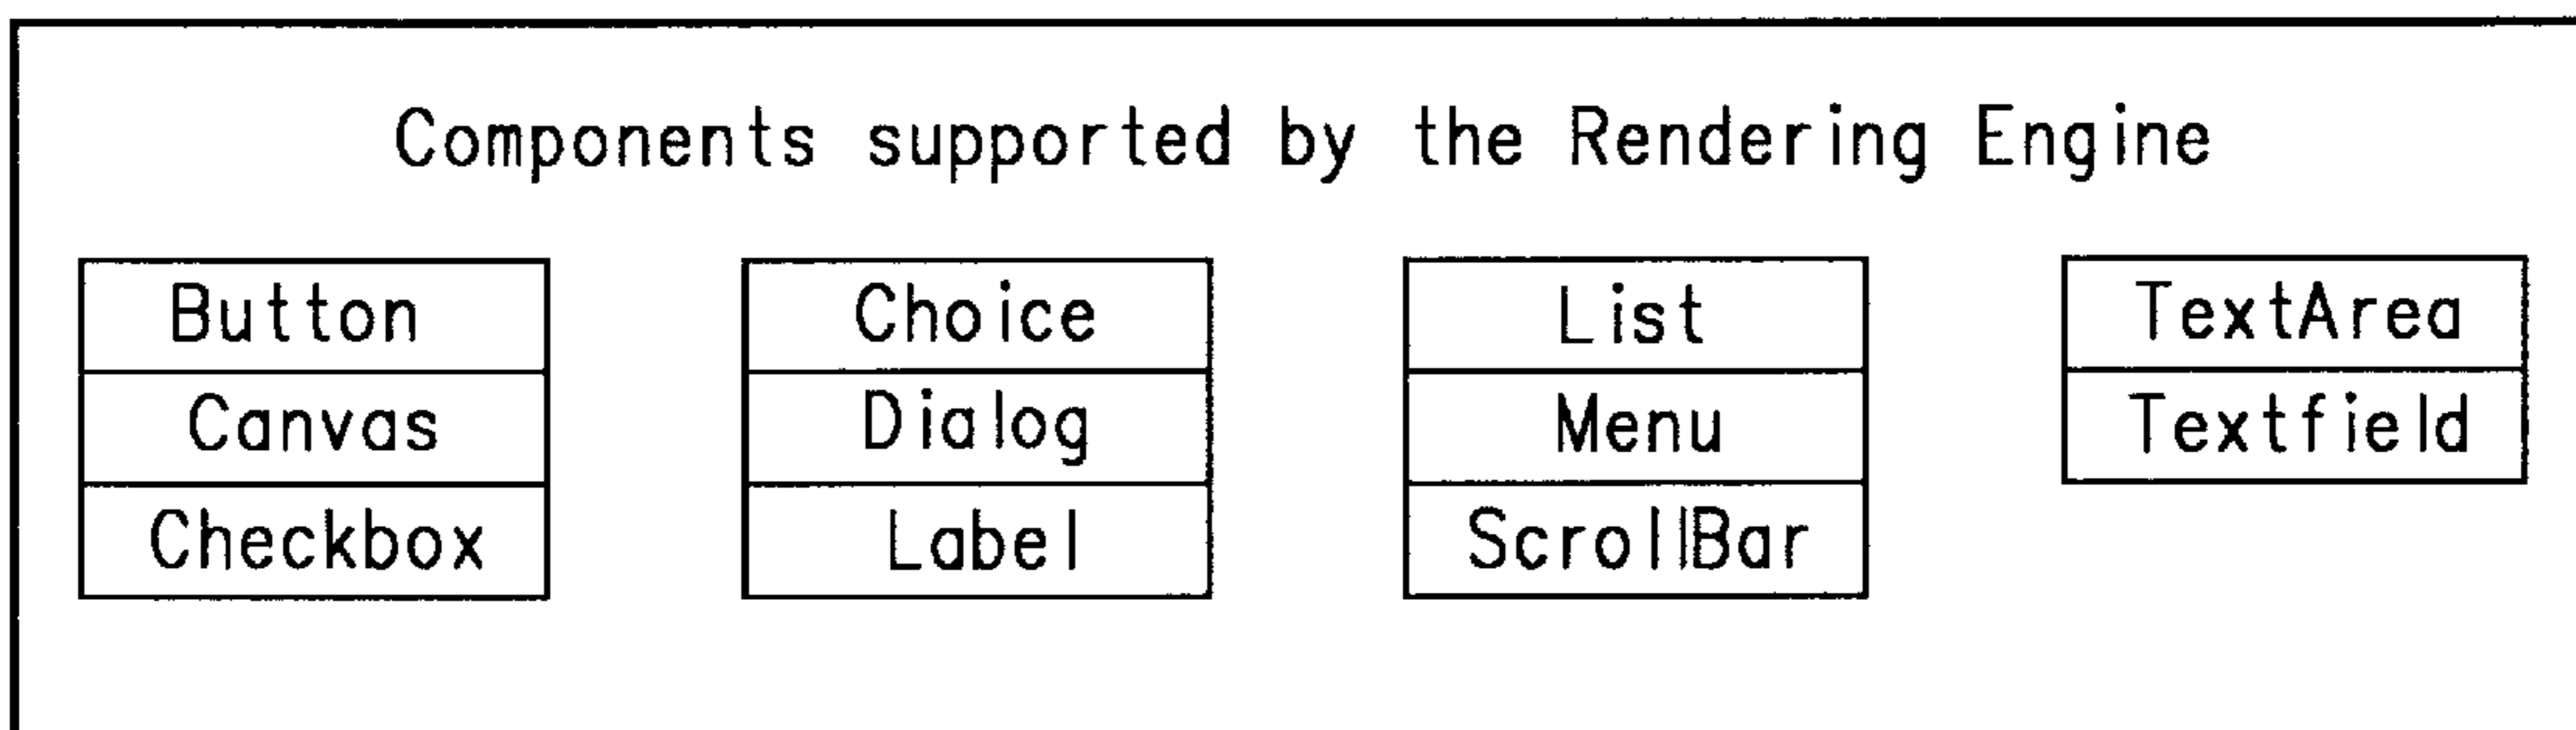 Components supported by the Rendering Engine
Button
Canvas
Checkbox
Choice
Dialog
Label
List
Menu
ScrollBar
TextArea
Textfield